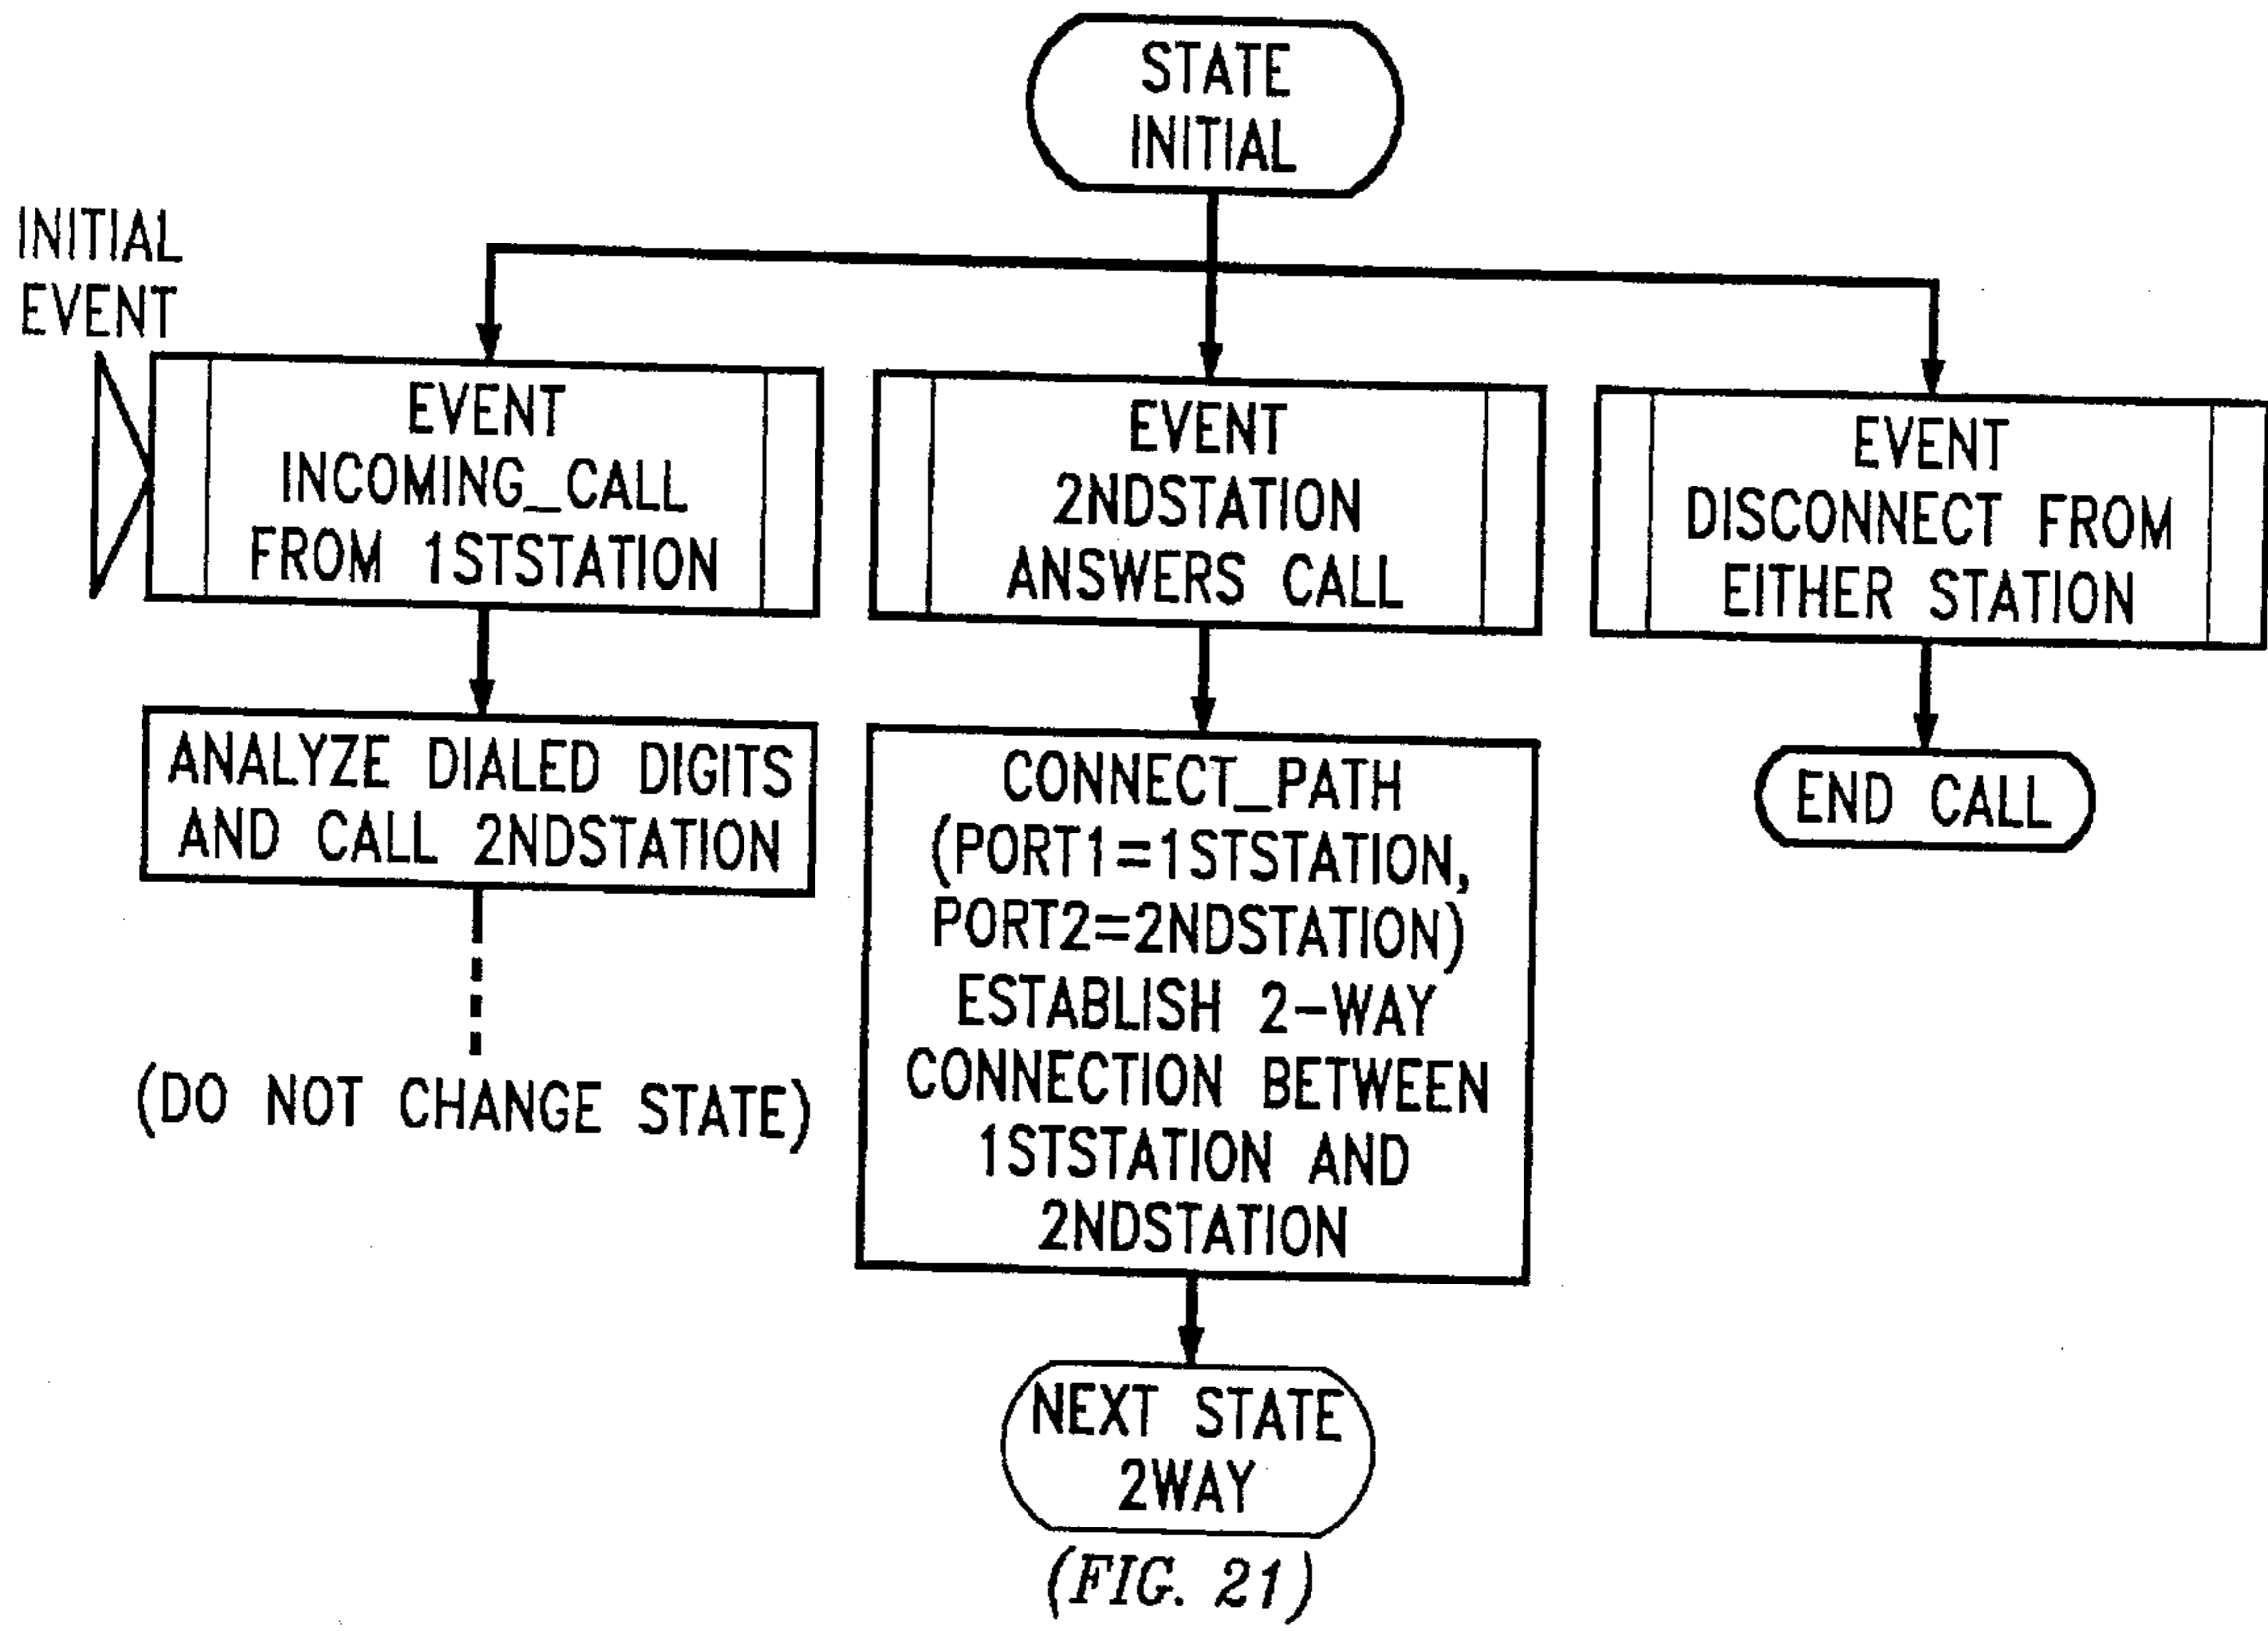 STATE
INITIAL
INITIAL
EVENT
EVENT
INCOMING_CALL
FROM 1STSTATION
EVENT
2NDSTATION
ANSWERS CALL
EVENT
DISCONNECT FROM
EITHER STATION
ANALYZE DIALED DIGITS
AND CALL 2NDSTATION
(DO NOT CHANGE STATE)
CONNECT_PATH
(PORT1=1STSTATION,
PORT2=2NDSTATION)
ESTABLISH 2-WAY
CONNECTION BETWEEN
1STSTATION AND
2NDSTATION
END CALL
NEXT STATE
2WAY
(FIG. 21)